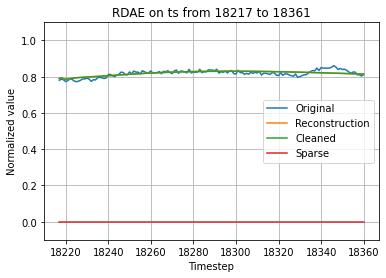 RDAE on ts from 18217 to 18361
Normalized value
1.0
0.8
0.6
0.4
0.2
0.0
Original
Reconstruction
Cleaned
Sparse
18220 18240 18260 18280 18300 18320 18340 18360
Timestep